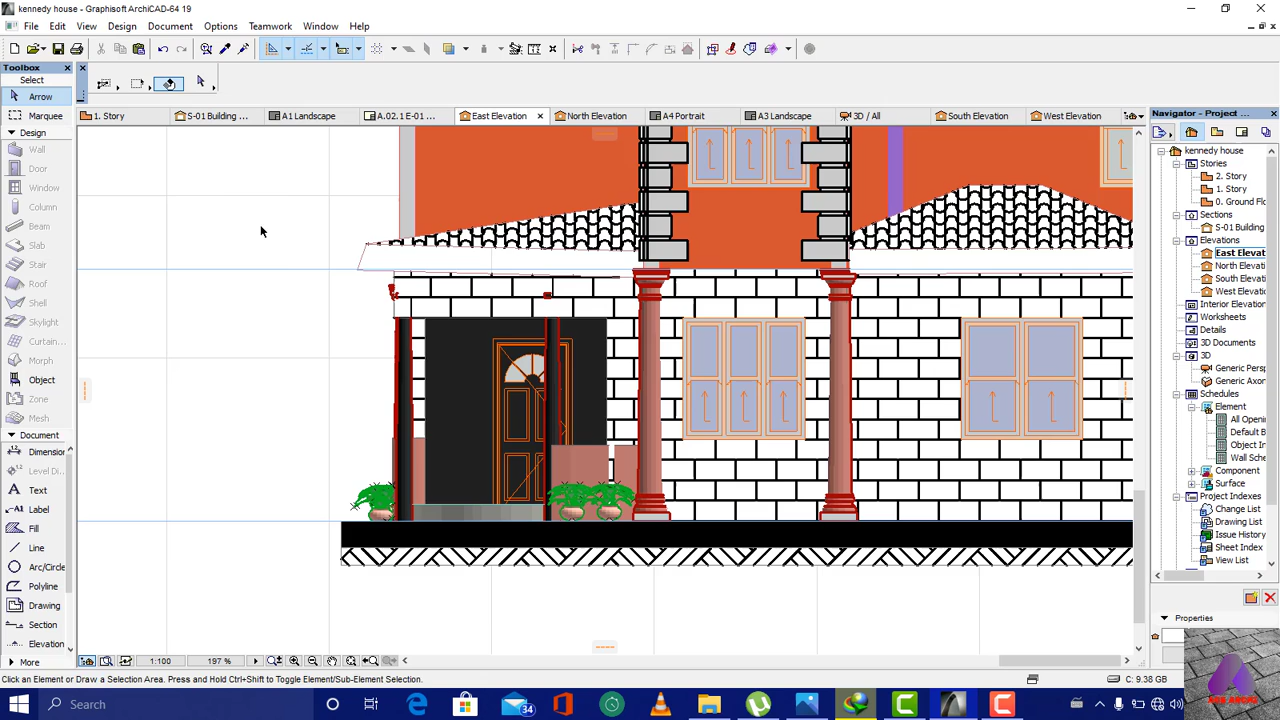 kennedy house - Graphisoft ArchiCAD-64 19
File Edit View Design Document Options Teamwork Window Help
Toolbox
Select
Arrow
Marquee
Design
Wall
Door
Window
Column
Beam
Slab
Stair
Roof
Shell
Skylight
Curtain...
Morph
Object
Zone
Mesh
Document
Dimension
Level Di...
Text
Label
Fill
Line
Arc/Circle
Polyline
Drawing
Section
Elevation
More
1. Story
S-01 Building ...
A1 Landscape
A.02.1 E-01 ...
East Elevation
North Elevation
A4 Portrait
A3 Landscape
3D / All
South Elevation
West Elevation
Navigator - Project ...
kennedy house
Stories
2. Story
1. Story
0. Ground Flo
Sections
S-01 Building
Elevations
East Elevat
North Elevati
South Elevati
West Elevatio
Interior Elevation
Worksheets
Details
3D Documents
3D
Generic Persp
Generic Axon
Schedules
Element
All Openi
Default B
Object In
Wall Sche
Component
Surface
Project Indexes
Change List
Drawing List
Issue History
Sheet Index
View List
Properties
1:100
197 %
Click an Element or Draw a Selection Area. Press and Hold Ctrl+Shift to Toggle Element/Sub-Element Selection.
C: 9.38 GB
Search
34